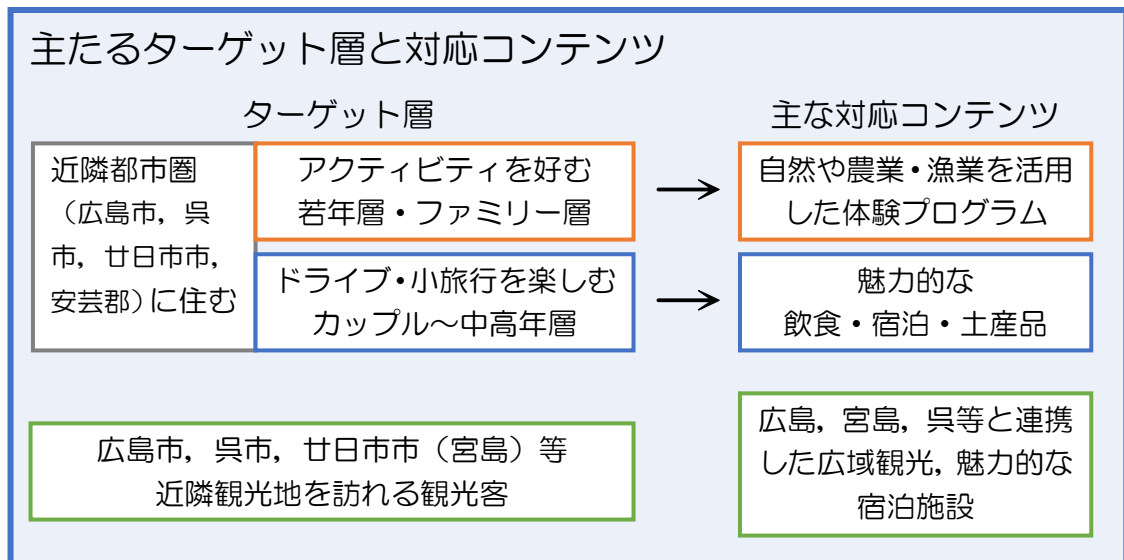 主たるターゲット層と対応コンテンツ
ターゲット層
主な対応コンテンツ
近隣都市圏
（広島市，呉
市，廿日市市，
安芸郡）に住む
アクティビティを好む
若年層・ファミリー層
自然や農業・漁業を活用
した体験プログラム
ドライブ・小旅行を楽しむ
カップル～中高年層
魅力的な
飲食・宿泊・土産品
広島市，呉市，廿日市市（宮島）等
近隣観光地を訪れる観光客
広島，宮島，呉等と連携
した広域観光，魅力的な
宿泊施設